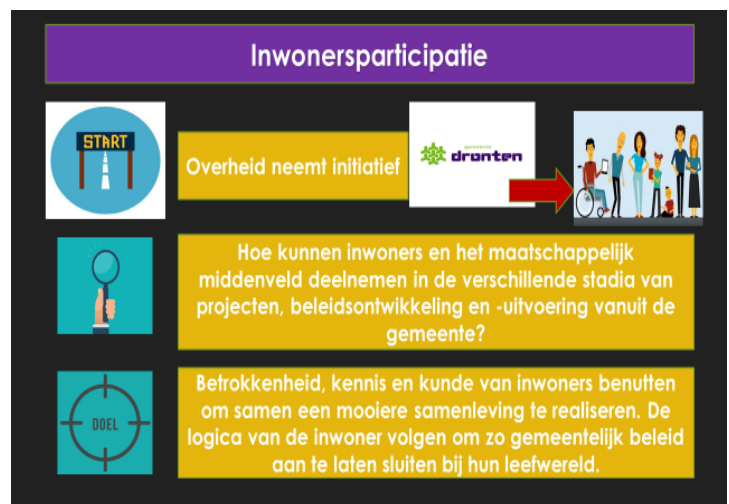 Inwonersparticipatie
START
Overheid neemt initiatief
gemeente
dronten
Hoe kunnen inwoners en het maatschappelijk
middenveld deelnemen in de verschillende stadia van
projecten, beleidsontwikkeling en -uitvoering vanuit de
gemeente?
DOEL
Betrokkenheid, kennis en kunde van inwoners benutten
om samen een mooiere samenleving te realiseren. De
logica van de inwoner volgen om zo gemeentelijk beleid
aan te laten sluiten bij hun leefwereld.